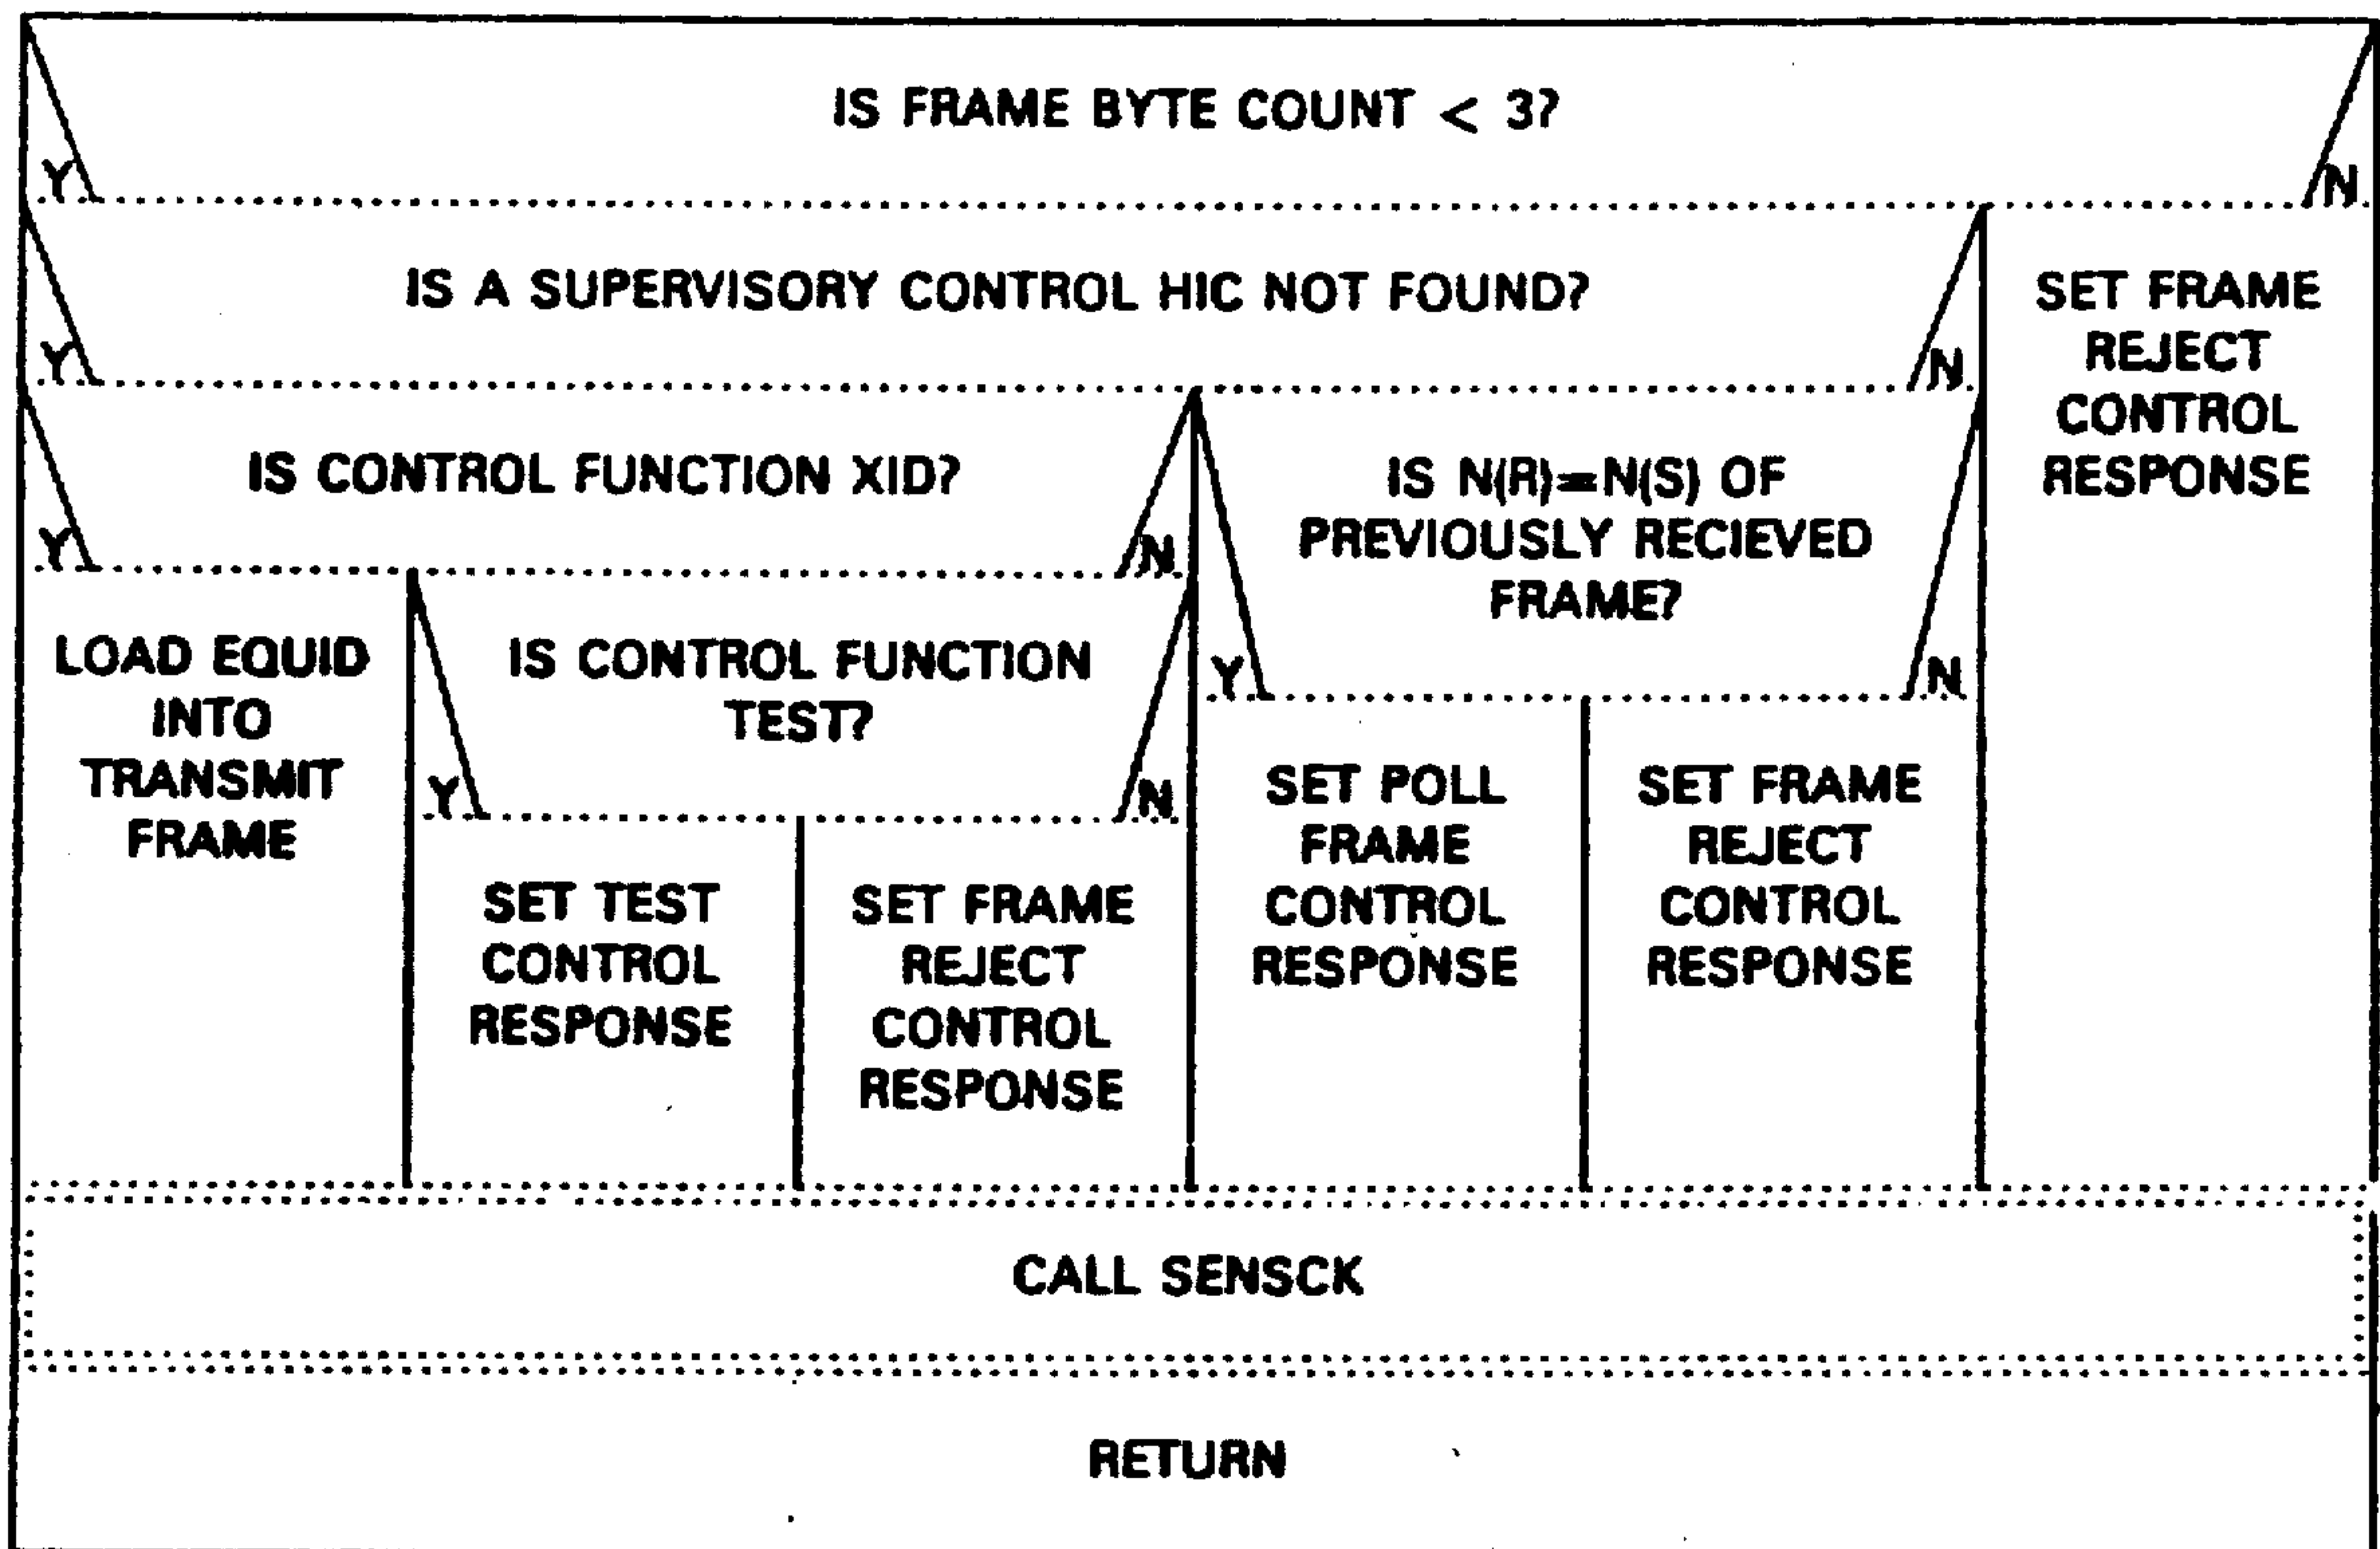 IS FRAME BYTE COUNT < 3?
Y
N
IS A SUPERVISORY CONTROL HIC NOT FOUND?
Y
N
SET FRAME
REJECT
CONTROL
RESPONSE
IS CONTROL FUNCTION XID?
Y
N
IS N(R)=N(S) OF
PREVIOUSLY RECIEVED
FRAME?
Y
N
LOAD EQUID
INTO
TRANSMIT
FRAME
IS CONTROL FUNCTION
TEST?
Y
N
SET TEST
CONTROL
RESPONSE
SET FRAME
REJECT
CONTROL
RESPONSE
SET POLL
FRAME
CONTROL
RESPONSE
SET FRAME
REJECT
CONTROL
RESPONSE
CALL SENSCK
RETURN